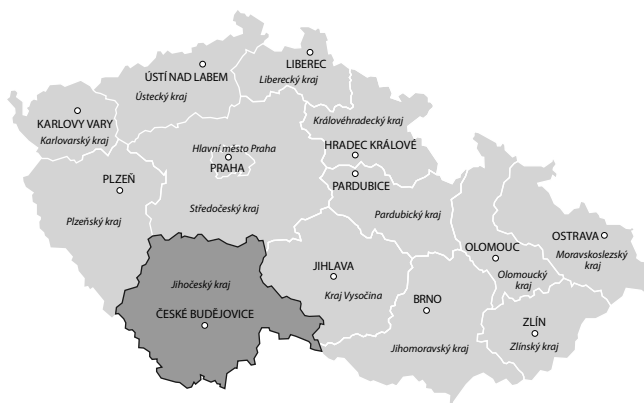 LIBEREC
Liberecký kraj
ÚSTÍ NAD LABEM
Ústecký kraj
KARLOVY VARY
Karlovarský kraj
Královéhradecký kraj
HRADEC KRÁLOVÉ
Hlavní město Praha
PRAHA
PLZEŇ
PARDUBICE
Plzeňský kraj
Středočeský kraj
Pardubický kraj
OLOMOUC
Olomoucký
kraj
OSTRAVA
Moravskoslezský
kraj
JIHLAVA
Kraj Vysočina
Jihočeský kraj
ČESKÉ BUDĚJOVICE
BRNO
Jihomoravský kraj
ZLÍN
Zlínský kraj